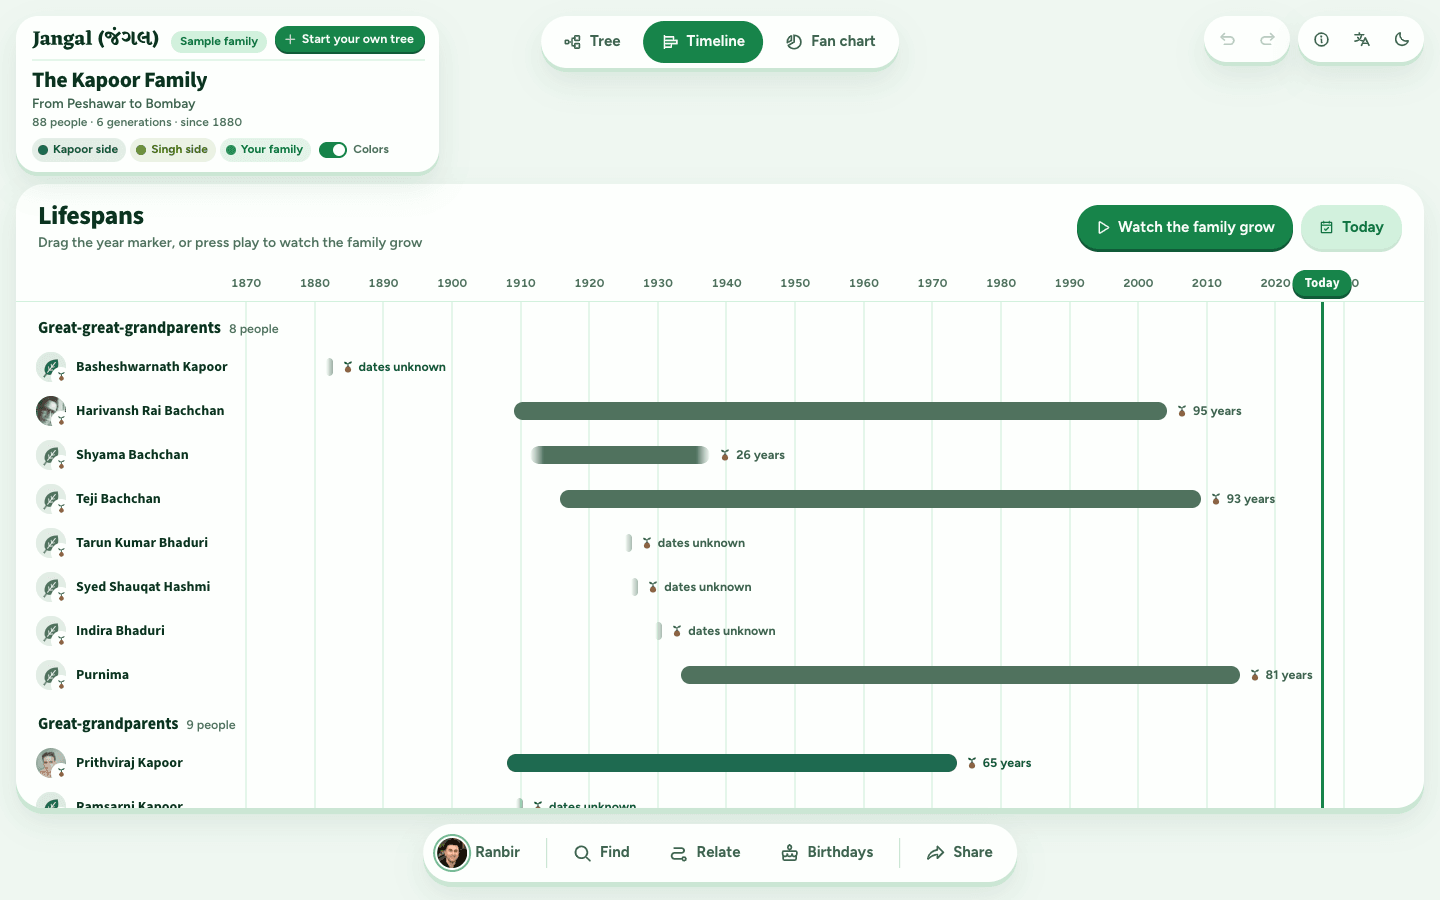 Jangal (જંગલ) Sample family + Start your own tree
The Kapoor Family
From Peshawar to Bombay
88 people · 6 generations · since 1880
Kapoor side Singh side Your family Colors
Tree Timeline Fan chart
Lifespans
Drag the year marker, or press play to watch the family grow
Watch the family grow Today
1870 1880 1890 1900 1910 1920 1930 1940 1950 1960 1970 1980 1990 2000 2010 2020 Today 0
Great-great-grandparents 8 people
Basheshwarnath Kapoor dates unknown
Harivansh Rai Bachchan 95 years
Shyama Bachchan 26 years
Teji Bachchan 93 years
Tarun Kumar Bhaduri dates unknown
Syed Shauqat Hashmi dates unknown
Indira Bhaduri dates unknown
Purnima 81 years
Great-grandparents 9 people
Prithviraj Kapoor 65 years
Ramsarni Kapoor dates unknown
Ranbir Find Relate Birthdays Share